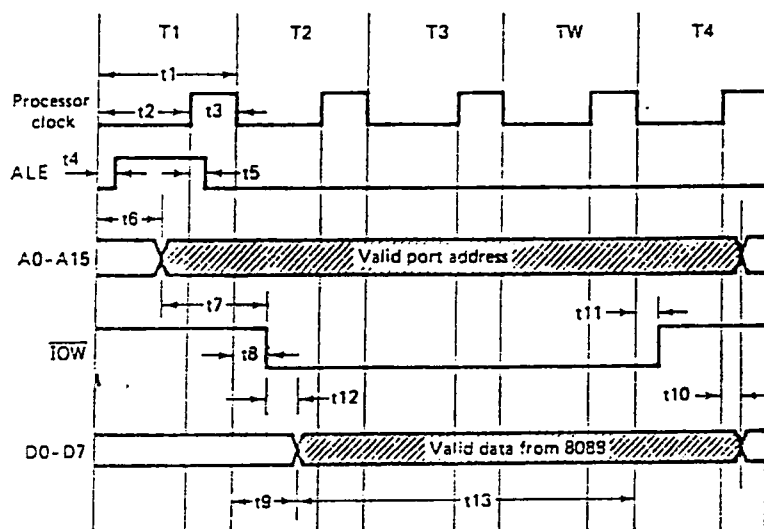 T1 T2 T3 TW T4
t1
Processor
clock
t2 t3
t4
ALE
t5
t6
A0-A15
Valid port address
t7
t11
IOW
t8
t12
t10
D0-D7
Valid data from 8088
t9
t13